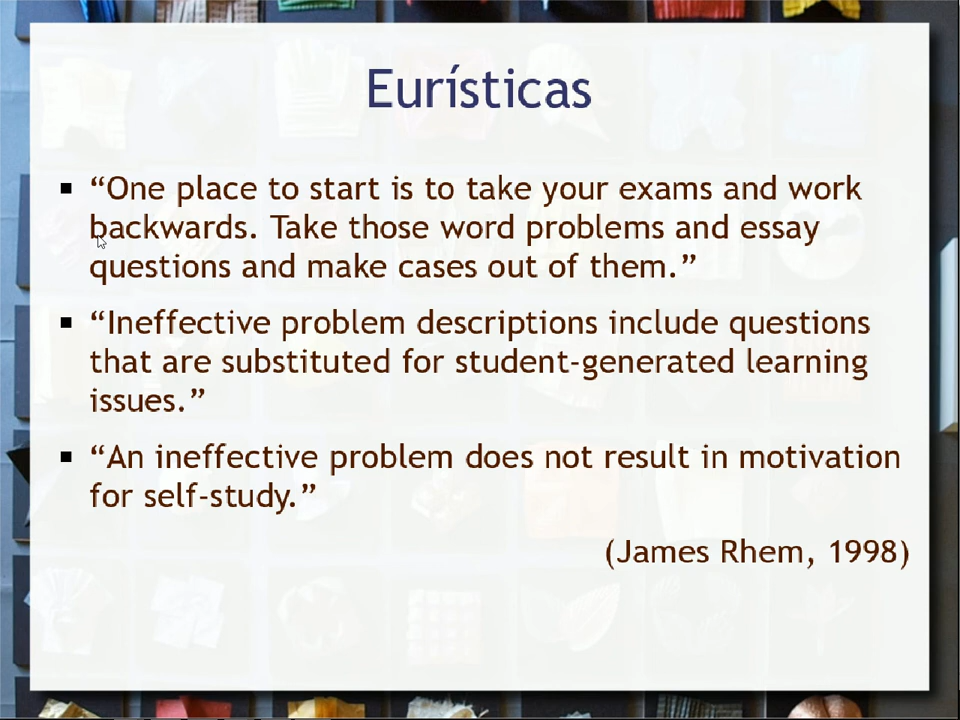 Eurísticas
▪ “One place to start is to take your exams and work
backwards. Take those word problems and essay
questions and make cases out of them.”
▪ “Ineffective problem descriptions include questions
that are substituted for student-generated learning
issues.”
▪ “An ineffective problem does not result in motivation
for self-study.”
(James Rhem, 1998)